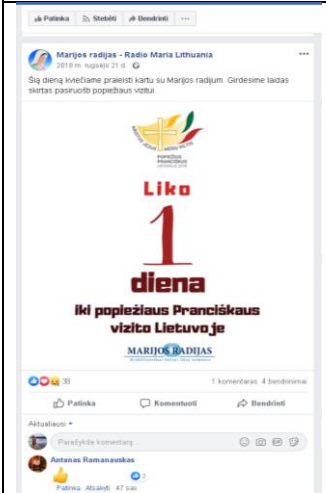 Patinka Stebėti Bendrinti ...
Marijos radijas - Radio Maria Lithuania
2018 m. rugsėjo 21 d.
Šią dieną kviečiame praleisti kartu su Marijos radijum. Girdėsime laidas
skirtas pasiruošti popiežiaus vizitui.
POPIEŽIUS
PRANCIŠKUS
Liko
1
diena
iki popiežiaus Pranciškaus
vizito Lietuvoje
MARIJOS RADIJAS
30
1 komentaras 4 bendrinimai
Patinka Komentuoti Bendrinti
Aktualiausi
Parašykite komentarą...
Antanas Ramanauskas
2
Patinka Atsakyti 47 sav.